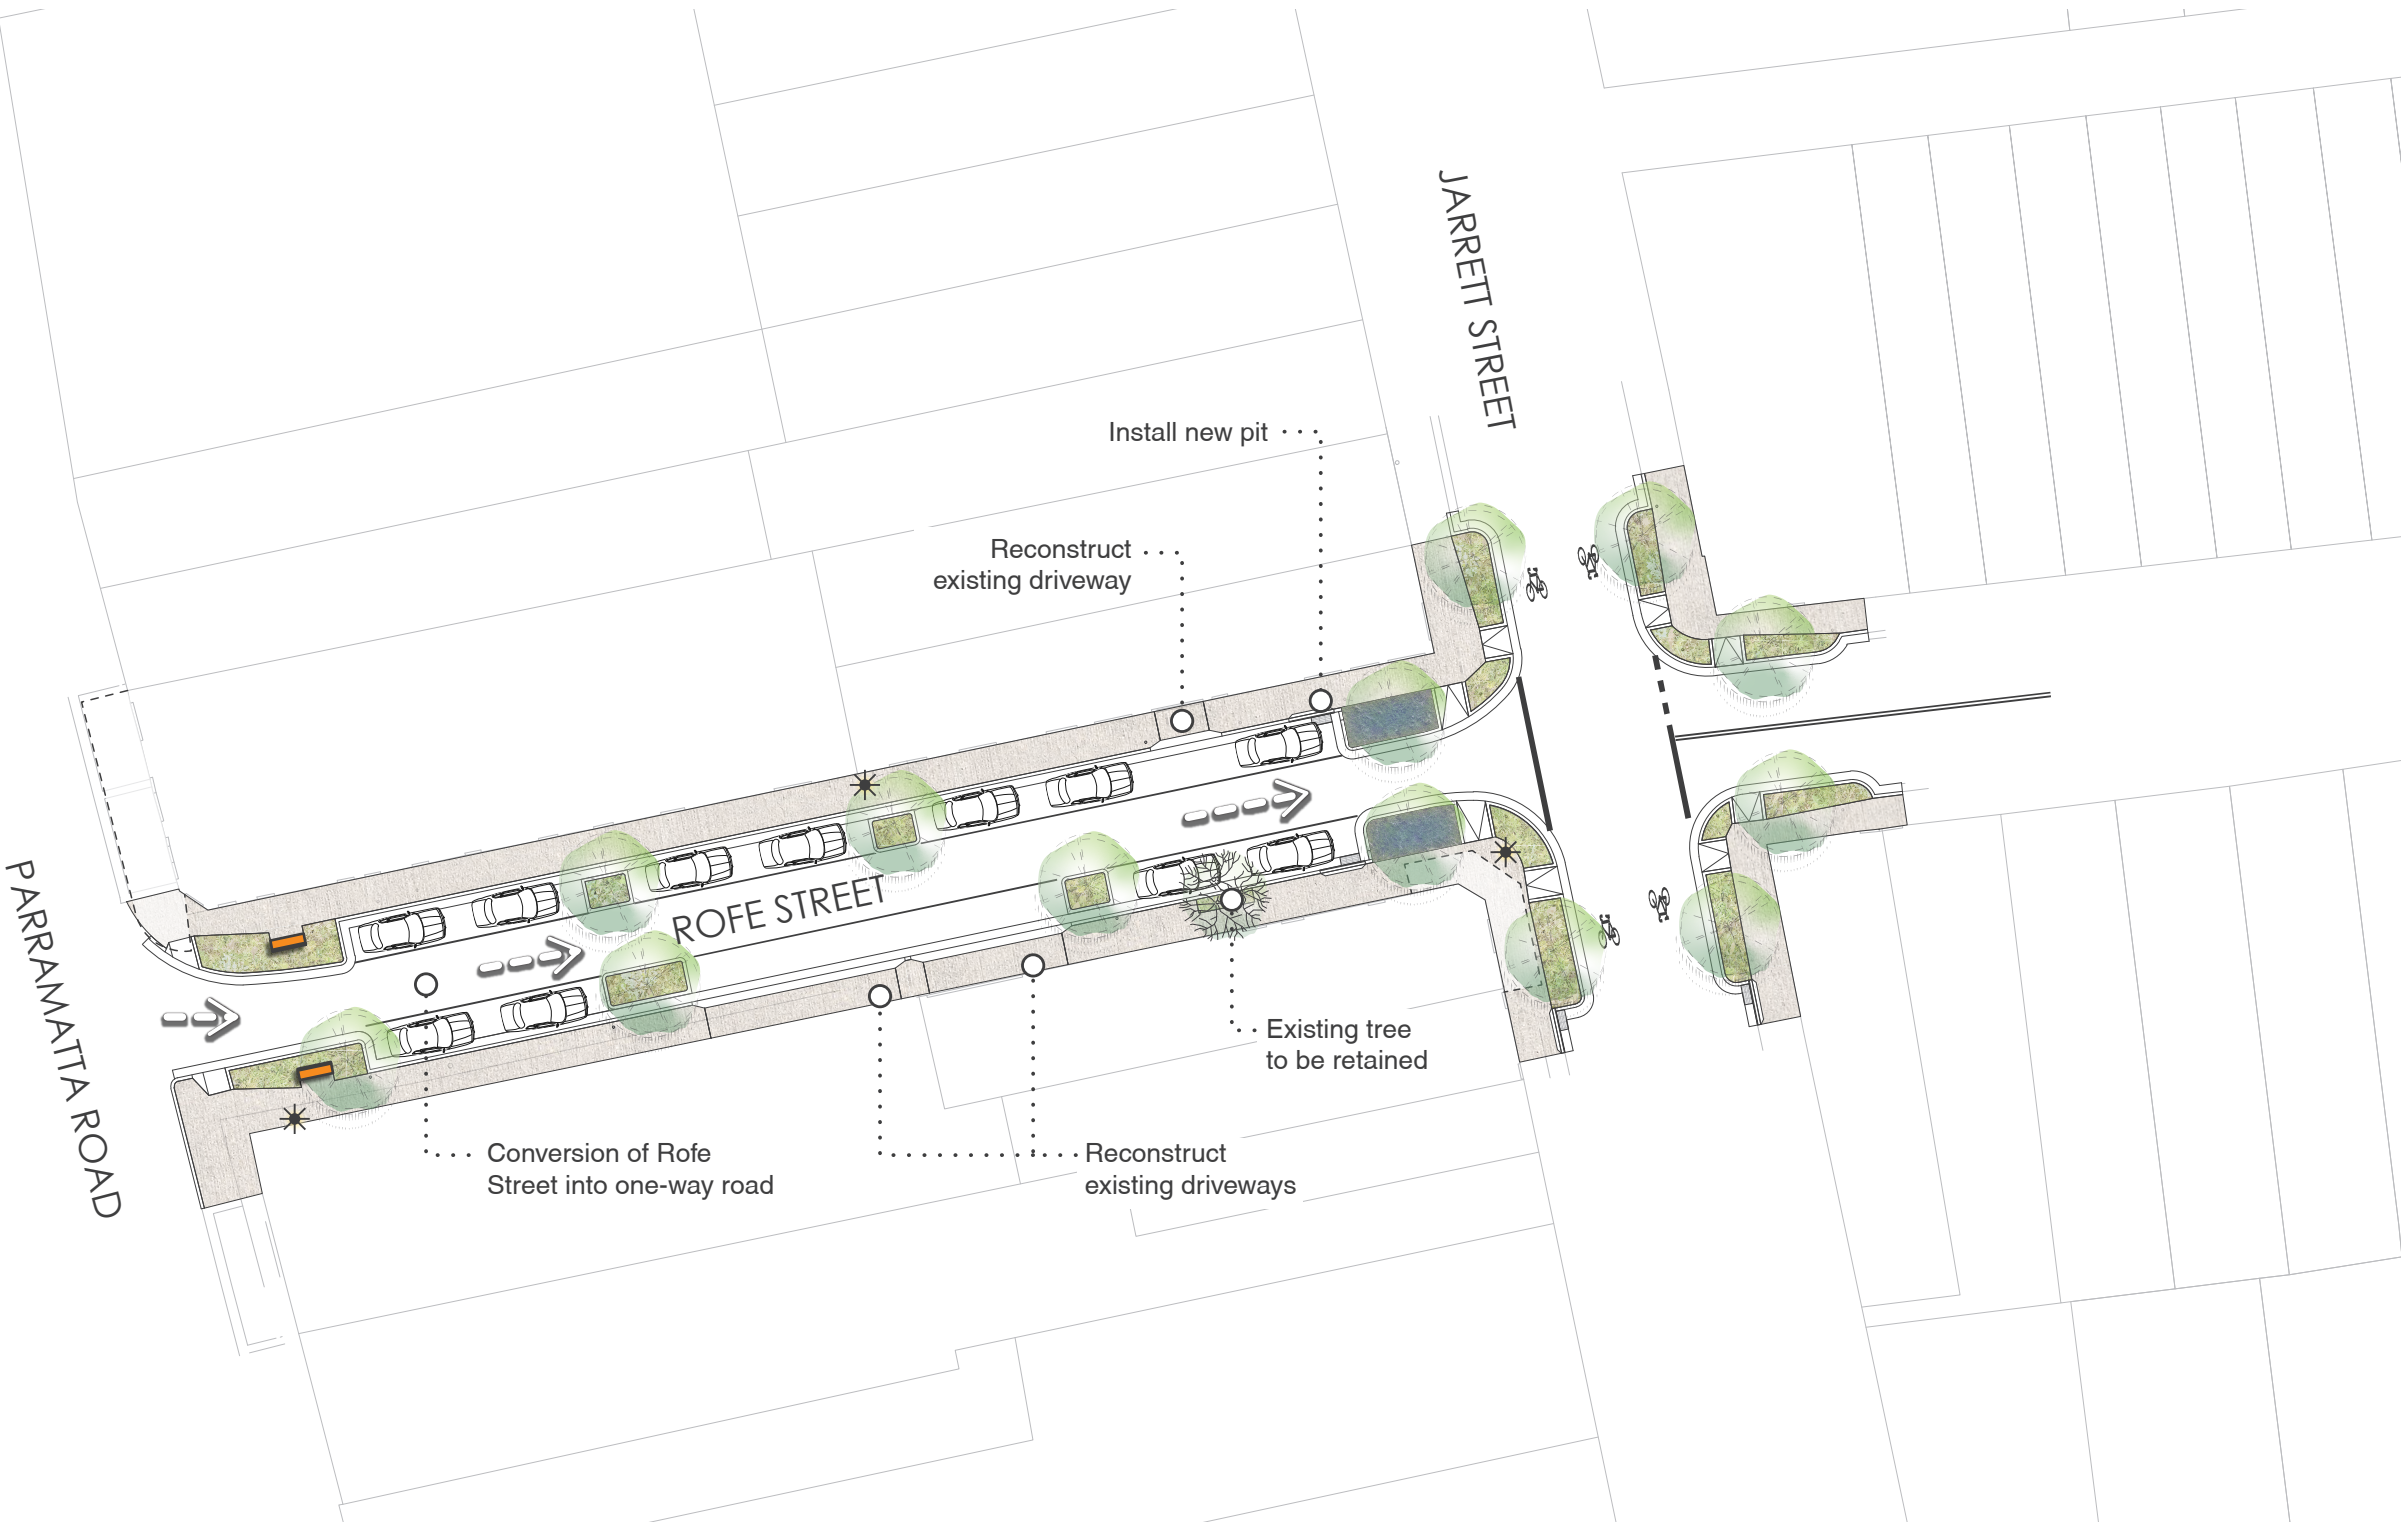 JARRETT STREET
Install new pit
Reconstruct
existing driveway
ROFE STREET
PARRAMATTA ROAD
Existing tree
to be retained
Conversion of Rofe
Street into one-way road
Reconstruct
existing driveways